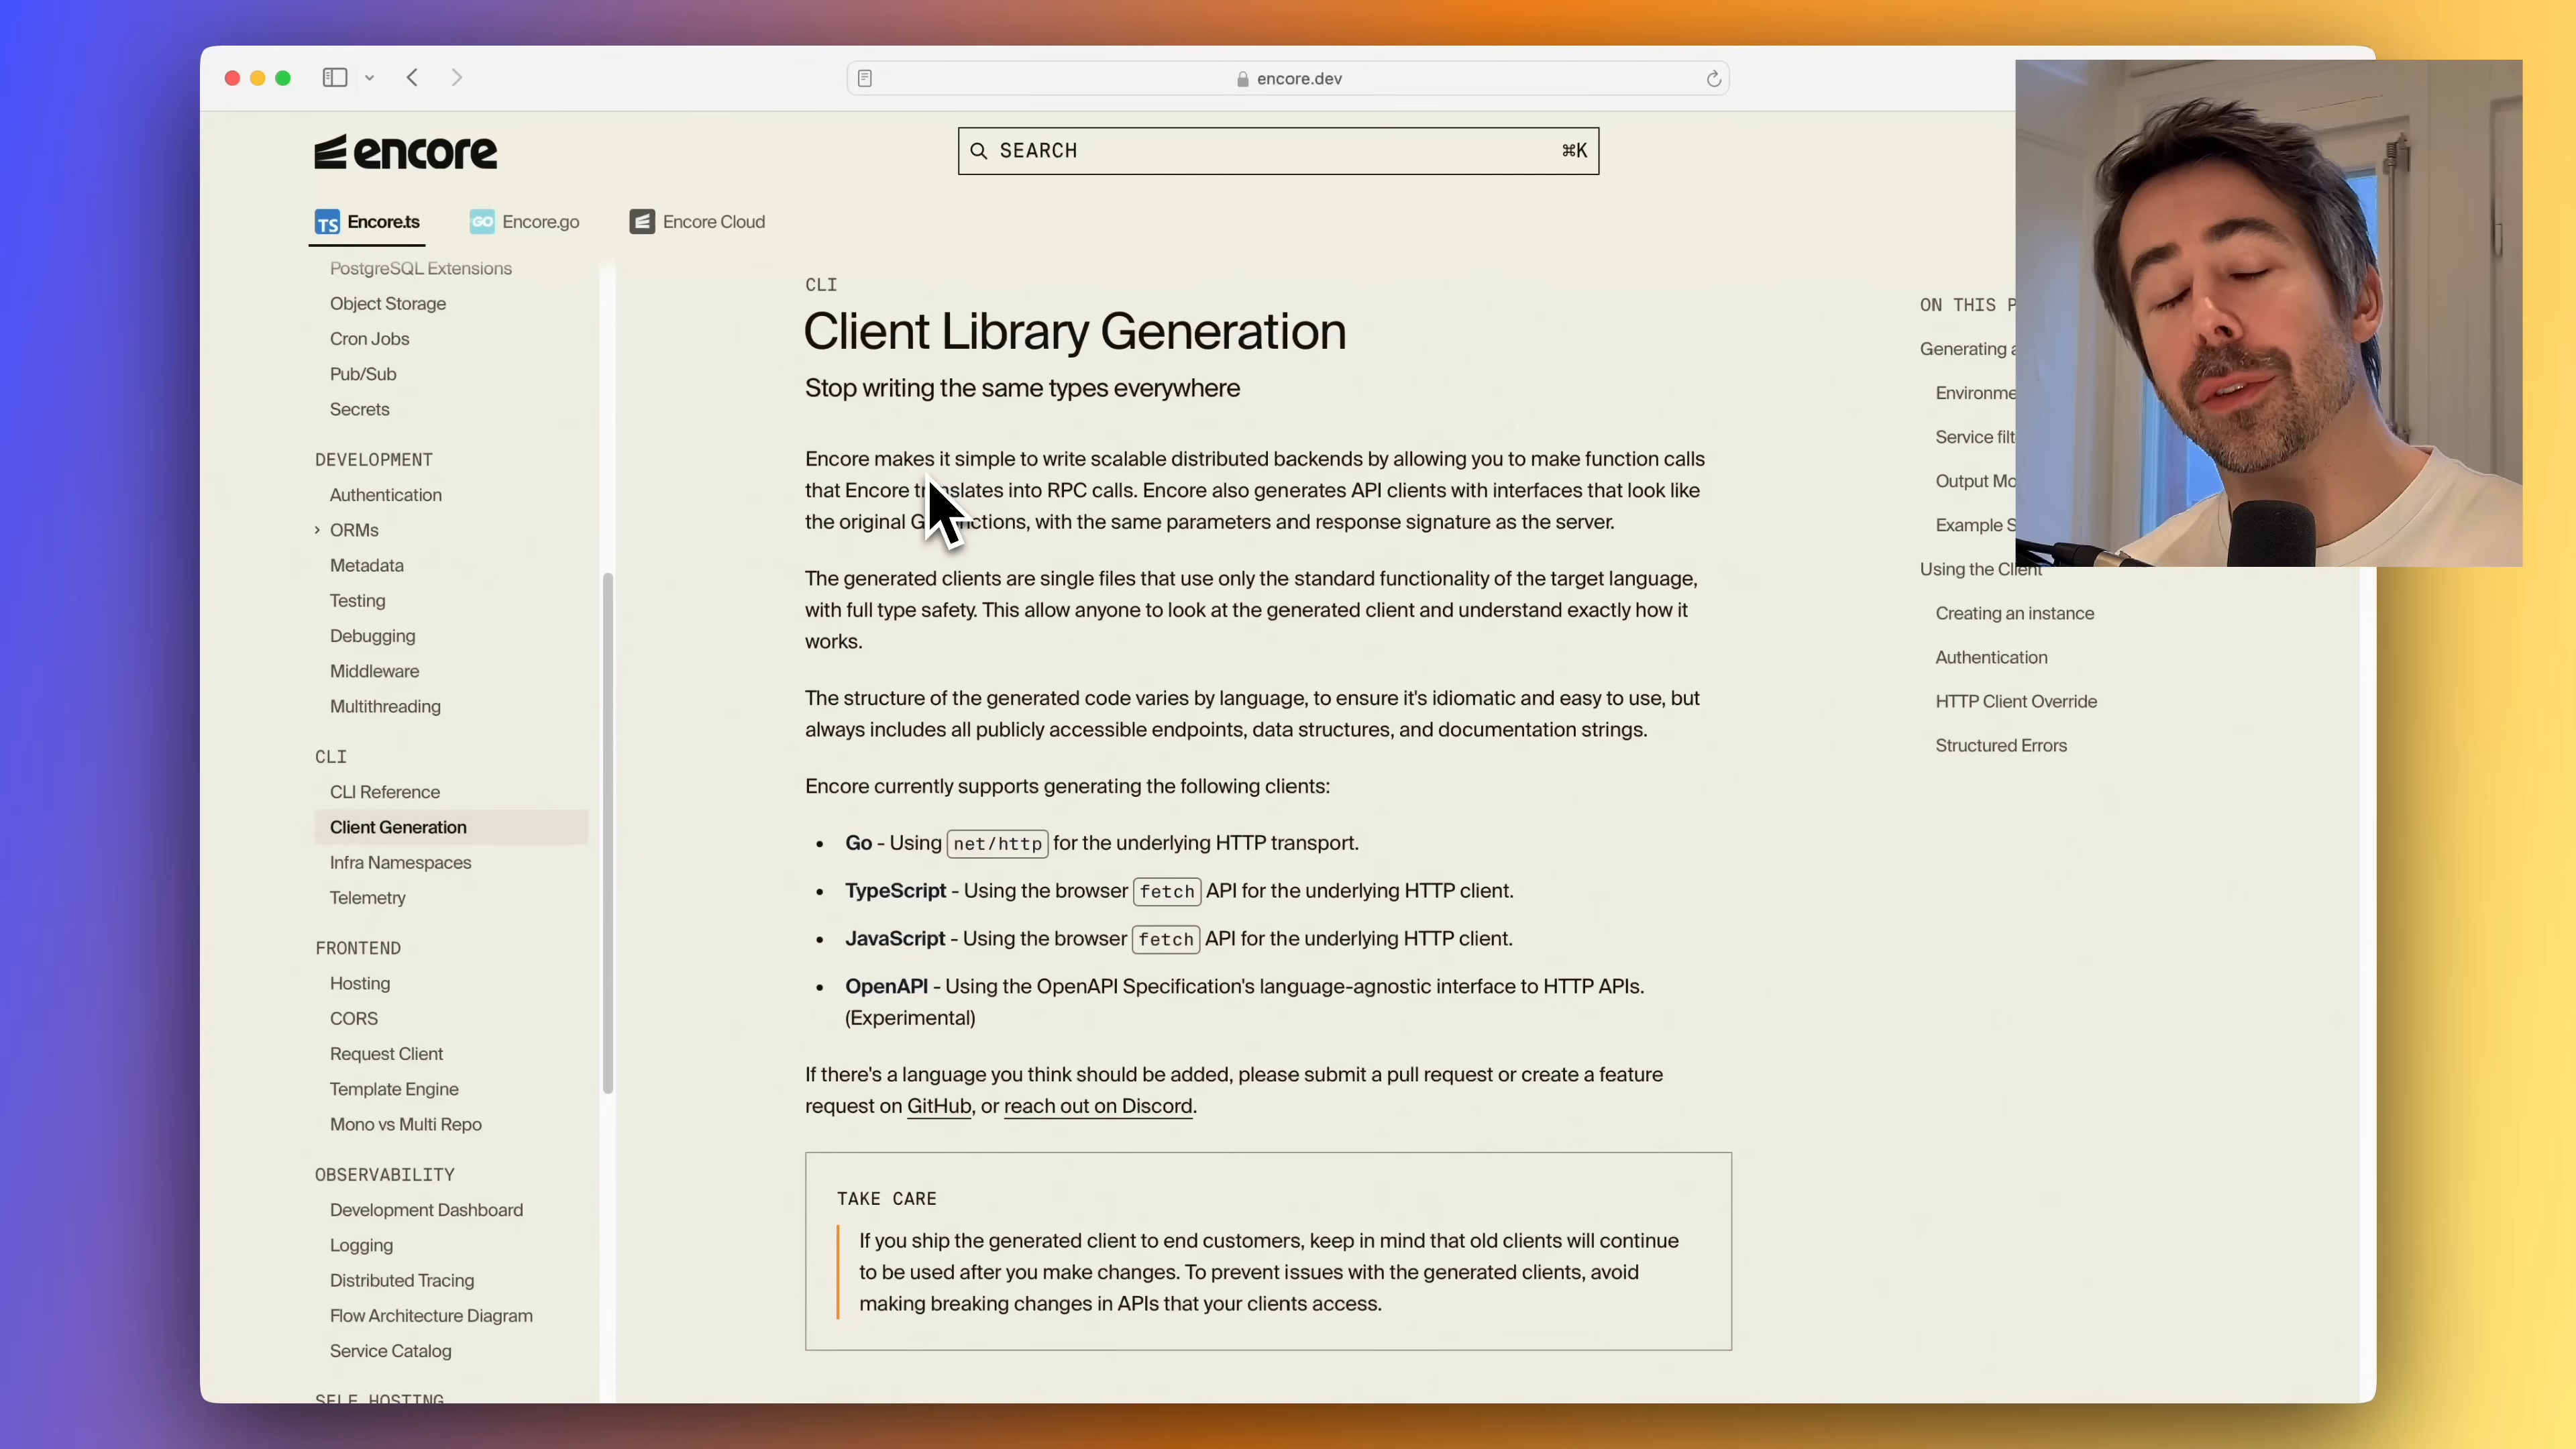 encore.dev
encore
SEARCH ⌘K
TS Encore.ts
GO Encore.go
Encore Cloud
PostgreSQL Extensions
Object Storage
Cron Jobs
Pub/Sub
Secrets
DEVELOPMENT
Authentication
ORMs
Metadata
Testing
Debugging
Middleware
Multithreading
CLI
CLI Reference
Client Generation
Infra Namespaces
Telemetry
FRONTEND
Hosting
CORS
Request Client
Template Engine
Mono vs Multi Repo
OBSERVABILITY
Development Dashboard
Logging
Distributed Tracing
Flow Architecture Diagram
Service Catalog
SELF HOSTING
CLI
Client Library Generation
Stop writing the same types everywhere
Encore makes it simple to write scalable distributed backends by allowing you to make function calls
that Encore translates into RPC calls. Encore also generates API clients with interfaces that look like
the original functions, with the same parameters and response signature as the server.
The generated clients are single files that use only the standard functionality of the target language,
with full type safety. This allow anyone to look at the generated client and understand exactly how it
works.
The structure of the generated code varies by language, to ensure it's idiomatic and easy to use, but
always includes all publicly accessible endpoints, data structures, and documentation strings.
Encore currently supports generating the following clients:
• Go - Using net/http for the underlying HTTP transport.
• TypeScript - Using the browser fetch API for the underlying HTTP client.
• JavaScript - Using the browser fetch API for the underlying HTTP client.
• OpenAPI - Using the OpenAPI Specification's language-agnostic interface to HTTP APIs.
(Experimental)
If there's a language you think should be added, please submit a pull request or create a feature
request on GitHub, or reach out on Discord.
TAKE CARE
If you ship the generated client to end customers, keep in mind that old clients will continue
to be used after you make changes. To prevent issues with the generated clients, avoid
making breaking changes in APIs that your clients access.
ON THIS
Generating
Service
Output
Example
Using the Client
Creating an instance
Authentication
HTTP Client Override
Structured Errors